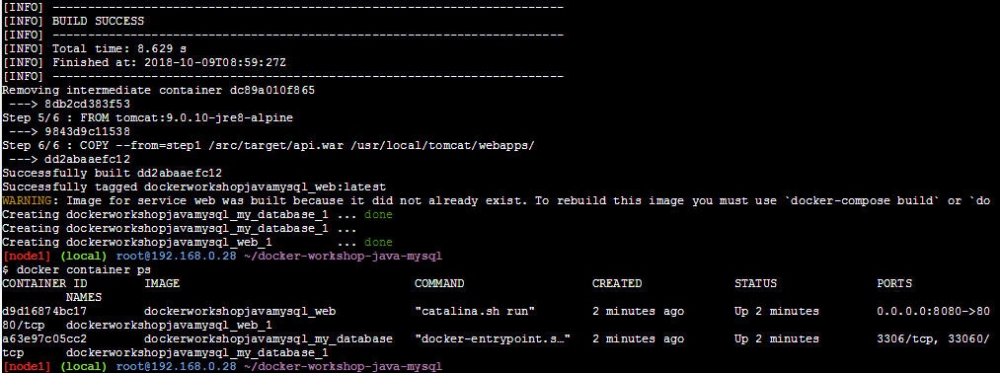 [INFO] ------------------------------------------------------------------------
[INFO] BUILD SUCCESS
[INFO] ------------------------------------------------------------------------
[INFO] Total time: 8.629 s
[INFO] Finished at: 2018-10-09T08:59:27Z
[INFO] ------------------------------------------------------------------------
Removing intermediate container dc89a010f865
 ---> 8db2cd383f53
Step 5/6 : FROM tomcat:9.0.10-jre8-alpine
 ---> 9843d9c11538
Step 6/6 : COPY --from=step1 /src/target/api.war /usr/local/tomcat/webapps/
 ---> dd2abaaefc12
Successfully built dd2abaaefc12
Successfully tagged dockerworkshopjavamysql_web:latest
WARNING: Image for service web was built because it did not already exist. To rebuild this image you must use `docker-compose build` or `do
Creating dockerworkshopjavamysql_my_database_1 ... done
Creating dockerworkshopjavamysql_my_database_1 ...
Creating dockerworkshopjavamysql_web_1         ... done
[node1] (local) root@192.168.0.28 ~/docker-workshop-java-mysql
$ docker container ps
CONTAINER ID        IMAGE                                 COMMAND                  CREATED             STATUS              PORTS
         NAMES
d9d16874bc17        dockerworkshopjavamysql_web           "catalina.sh run"        2 minutes ago       Up 2 minutes        0.0.0.0:8080->80
80/tcp   dockerworkshopjavamysql_web_1
a63e97c05cc2        dockerworkshopjavamysql_my_database   "docker-entrypoint.s…"   2 minutes ago       Up 2 minutes        3306/tcp, 33060/
tcp      dockerworkshopjavamysql_my_database_1
[node1] (local) root@192.168.0.28 ~/docker-workshop-java-mysql